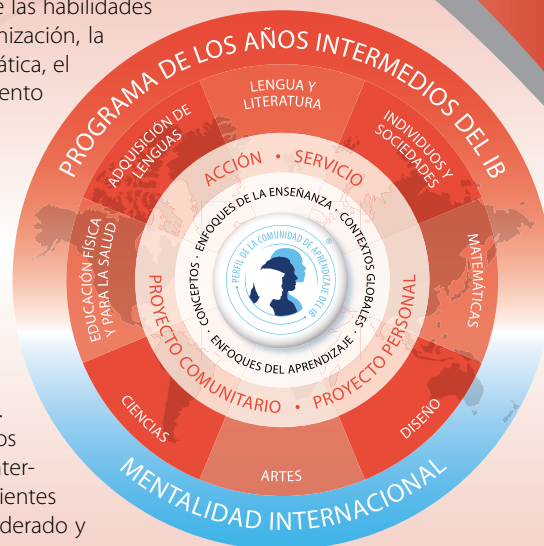 e las habilidades
nización, la
ática, el
ento
PROGRAMA DE LOS AÑOS INTERMEDIOS DEL IB
LENGUA Y
LITERATURA
ADQUISICIÓN DE
LENGUAS
INDIVIDUOS Y
SOCIEDADES
ACCIÓN • SERVICIO
EDUCACIÓN FÍSICA
Y PARA LA SALUD
MATEMÁTICAS
· CONCEPTOS · ENFOQUES DE LA ENSEÑANZA · CONTEXTOS GLOBALES ·
ENFOQUES DEL APRENDIZAJE
• PERFIL DE LA COMUNIDAD DE APRENDIZAJE DEL IB •
®
PROYECTO COMUNITARIO • PROYECTO PERSONAL
CIENCIAS
ARTES
DISEÑO
MENTALIDAD INTERNACIONAL
.
os
nter-
ientes
derado y